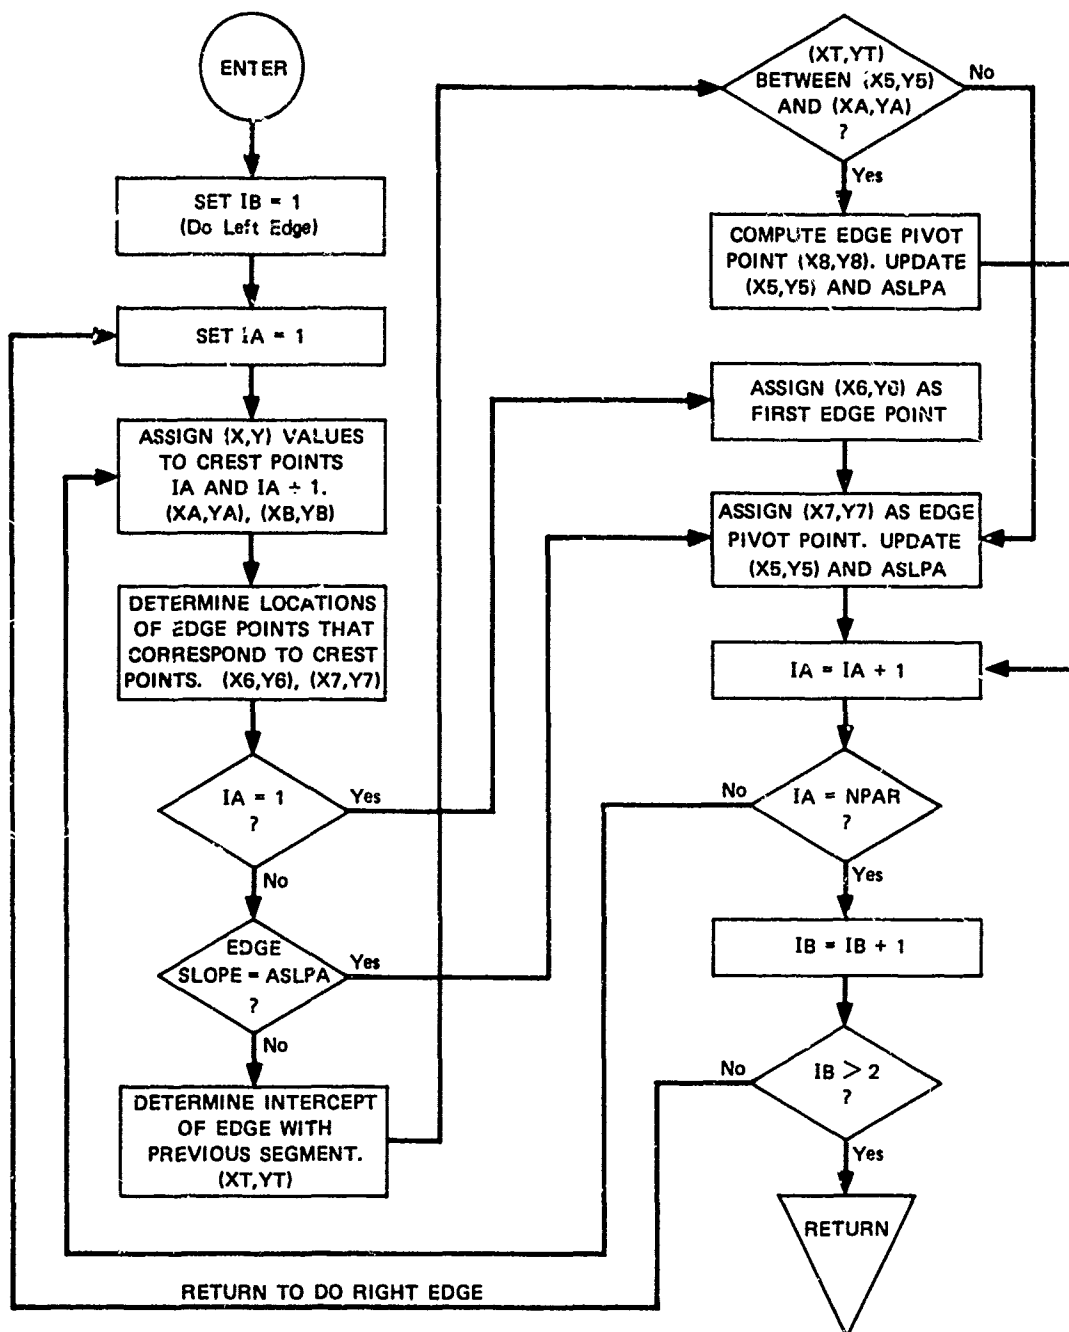 ENTER
SET IB = 1
(Do Left Edge)
SET IA = 1
ASSIGN (X,Y) VALUES
TO CREST POINTS
IA AND IA + 1.
(XA,YA), (XB,YB)
DETERMINE LOCATIONS
OF EDGE POINTS THAT
CORRESPOND TO CREST
POINTS. (X6,Y6), (X7,Y7)
IA = 1
?
Yes
No
EDGE
SLOPE = ASLPA
?
Yes
No
DETERMINE INTERCEPT
OF EDGE WITH
PREVIOUS SEGMENT.
(XT,YT)
(XT,YT)
BETWEEN (X5,Y5)
AND (XA,YA)
?
No
Yes
COMPUTE EDGE PIVOT
POINT (X8,Y8). UPDATE
(X5,Y5) AND ASLPA
ASSIGN (X6,Y6) AS
FIRST EDGE POINT
ASSIGN (X7,Y7) AS EDGE
PIVOT POINT. UPDATE
(X5,Y5) AND ASLPA
IA = IA + 1
IA = NPAR
?
No
Yes
IB = IB + 1
IB > 2
?
No
Yes
RETURN
RETURN TO DO RIGHT EDGE